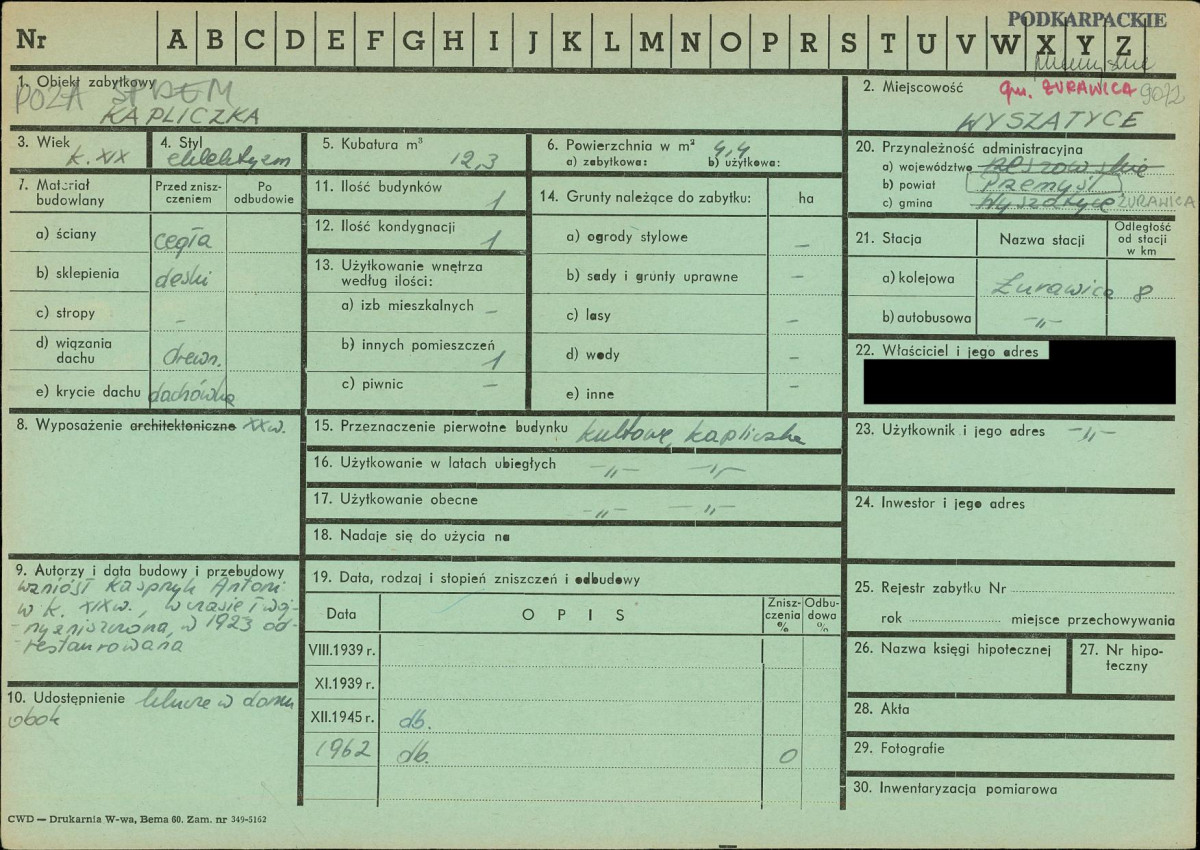 PODKARPACKIE
Nr A B C D E F G H I J K L M N O P R S T U V W X Y Z
1. Obiekt zabytkowy
POZA
KAPLICZKA
2. Miejscowość gm. ŻURAWICA
WYSZATYCE
3. Wiek
k. XIX
4. Styl
eklektyzm
5. Kubatura m³
12,3
6. Powierzchnia w m² 4,4
a) zabytkowa: b) użytkowa:
7. Materiał budowlany
Przed zniszczeniem
Po odbudowie
a) ściany cegła
b) sklepienia deski
c) stropy -
d) wiązania dachu drewn.
e) krycie dachu dachówka
8. Wyposażenie architektoniczne XX w.
9. Autorzy i data budowy i przebudowy
wzniósł Kasprzyk Antoni
w k. XIX w., w czasie I woj-
ny zniszczona, w 1923 od-
restaurowana
10. Udostępnienie klucze w domu
obok
11. Ilość budynków
1
12. Ilość kondygnacji
1
13. Użytkowanie wnętrza
według ilości:
a) izb mieszkalnych -
b) innych pomieszczeń
1
c) piwnic -
14. Grunty należące do zabytku: ha
a) ogrody stylowe -
b) sady i grunty uprawne -
c) lasy -
d) wody -
e) inne -
15. Przeznaczenie pierwotne budynku kultowe, kapliczka
16. Użytkowanie w latach ubiegłych -„- -„-
17. Użytkowanie obecne -„- -„-
18. Nadaje się do użycia na
19. Data, rodzaj i stopień zniszczeń i odbudowy
Data OPIS Zniszczenia % Odbudowa %
VIII.1939 r.
XI.1939 r.
XII.1945 r. db.
1962 db. 0
20. Przynależność administracyjna
a) województwo rzeszowskie
b) powiat Przemyśl
c) gmina Wyszatyce ŻURAWICA
21. Stacja Nazwa stacji Odległość od stacji w km
a) kolejowa Żurawica 8
b) autobusowa -„-
22. Właściciel i jego adres
23. Użytkownik i jego adres -„-
24. Inwestor i jego adres
25. Rejestr zabytku Nr
rok miejsce przechowywania
26. Nazwa księgi hipotecznej
27. Nr hipoteczny
28. Akta
29. Fotografie
30. Inwentaryzacja pomiarowa
CWD — Drukarnia W-wa, Bema 60. Zam. nr 349-5162